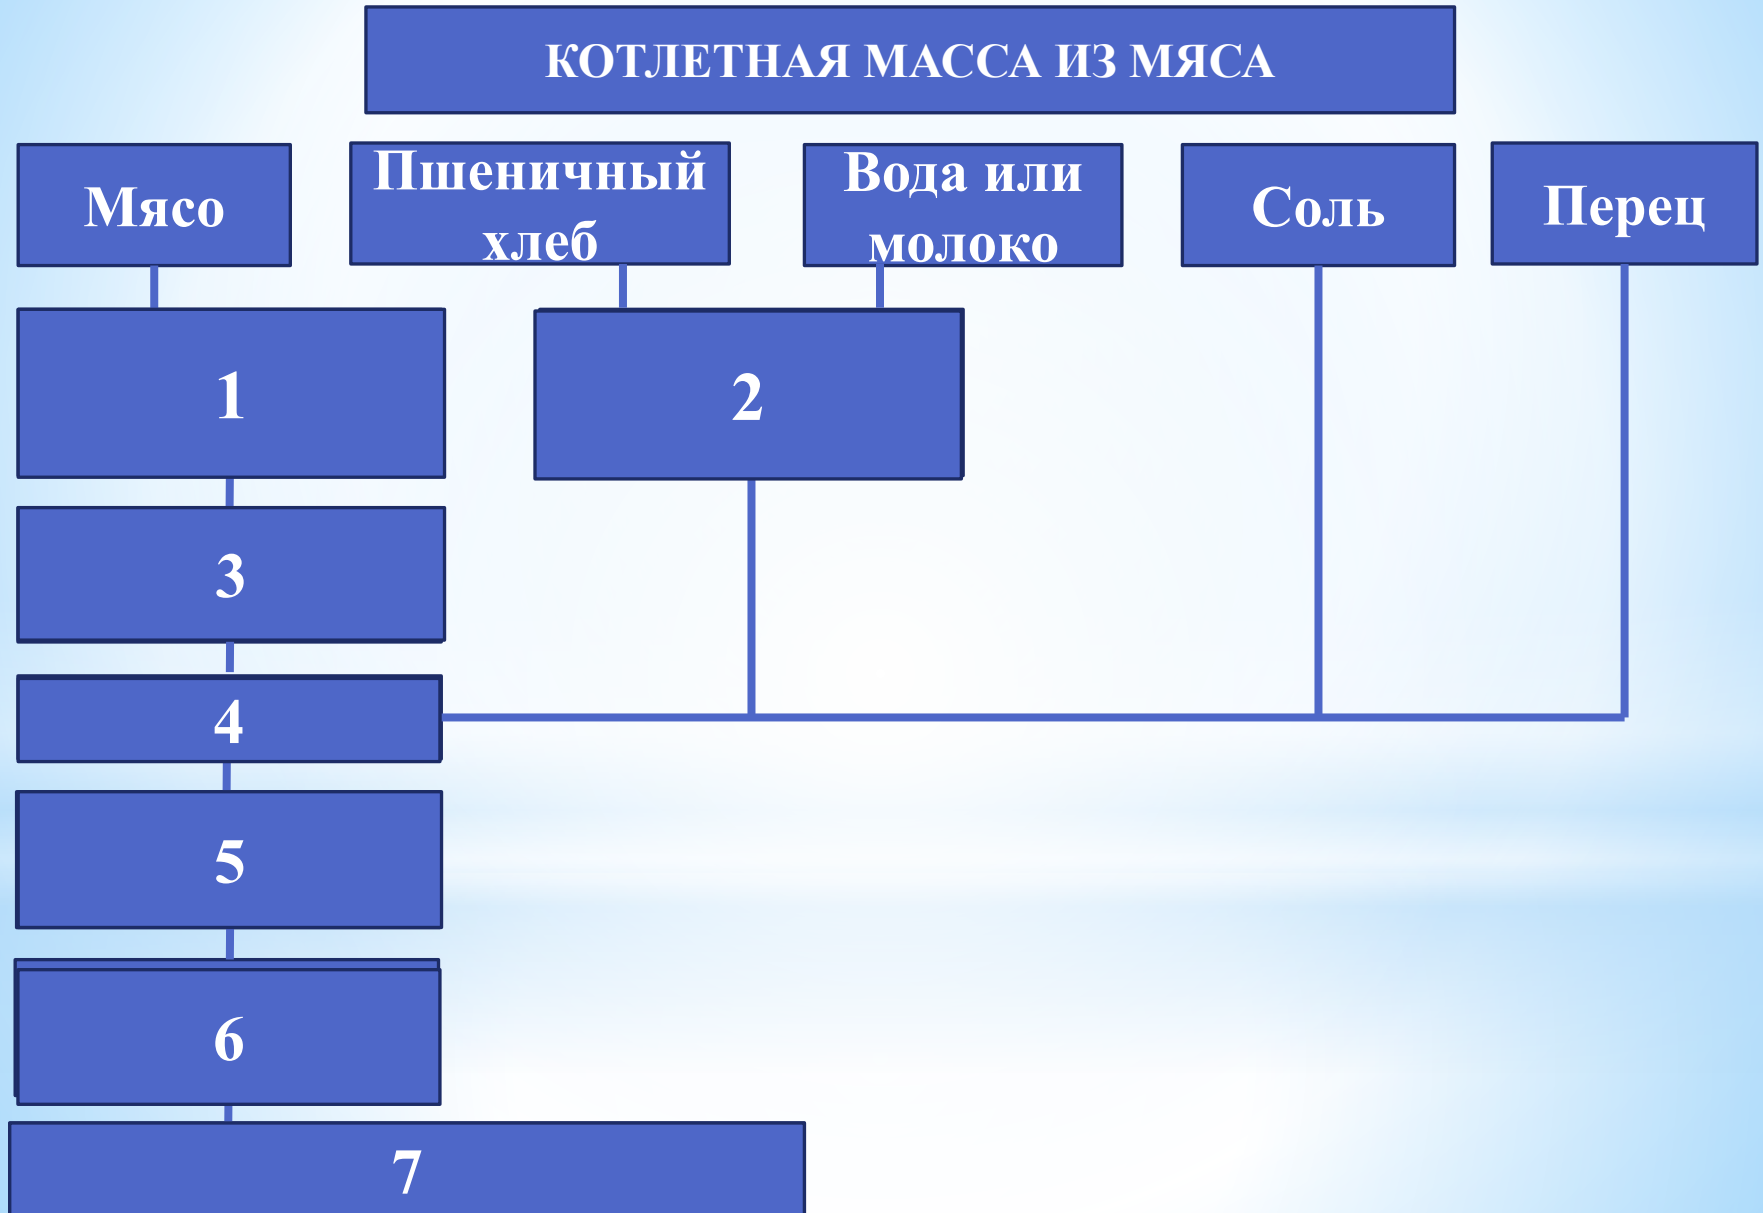 КОТЛЕТНАЯ МАССА ИЗ МЯСА
Мясо
Пшеничный
хлеб
Вода или
молоко
Соль
Перец
1
2
3
4
5
6
7